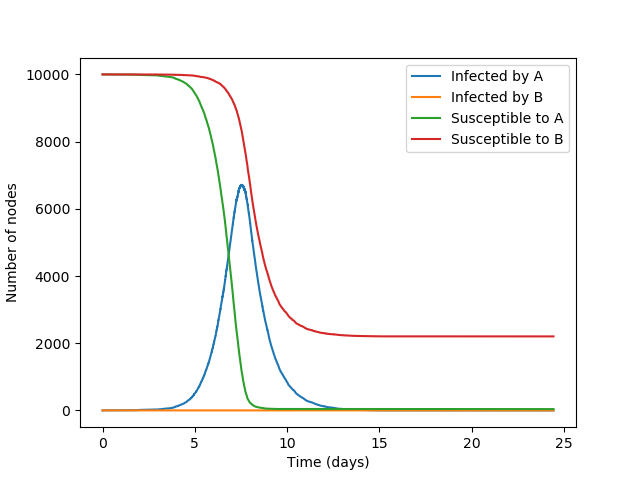 Infected by A
Infected by B
Susceptible to A
Susceptible to B
10000
8000
6000
4000
2000
0
Number of nodes
0 5 10 15 20 25
Time (days)